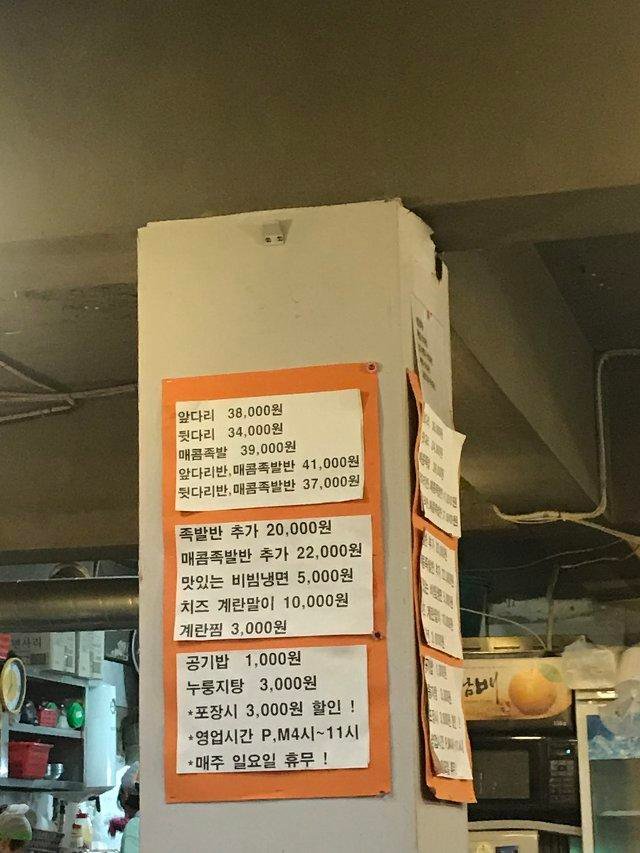 앞다리 38,000원
뒷다리 34,000원
매콤족발 39,000원
앞다리반,매콤족발반 41,000원
뒷다리반,매콤족발반 37,000원
족발반 추가 20,000원
매콤족발반 추가 22,000원
맛있는 비빔냉면 5,000원
치즈 계란말이 10,000원
계란찜 3,000원
공기밥 1,000원
누룽지탕 3,000원
*포장시 3,000원 할인 !
*영업시간 P,M4시~11시
*매주 일요일 휴무 !